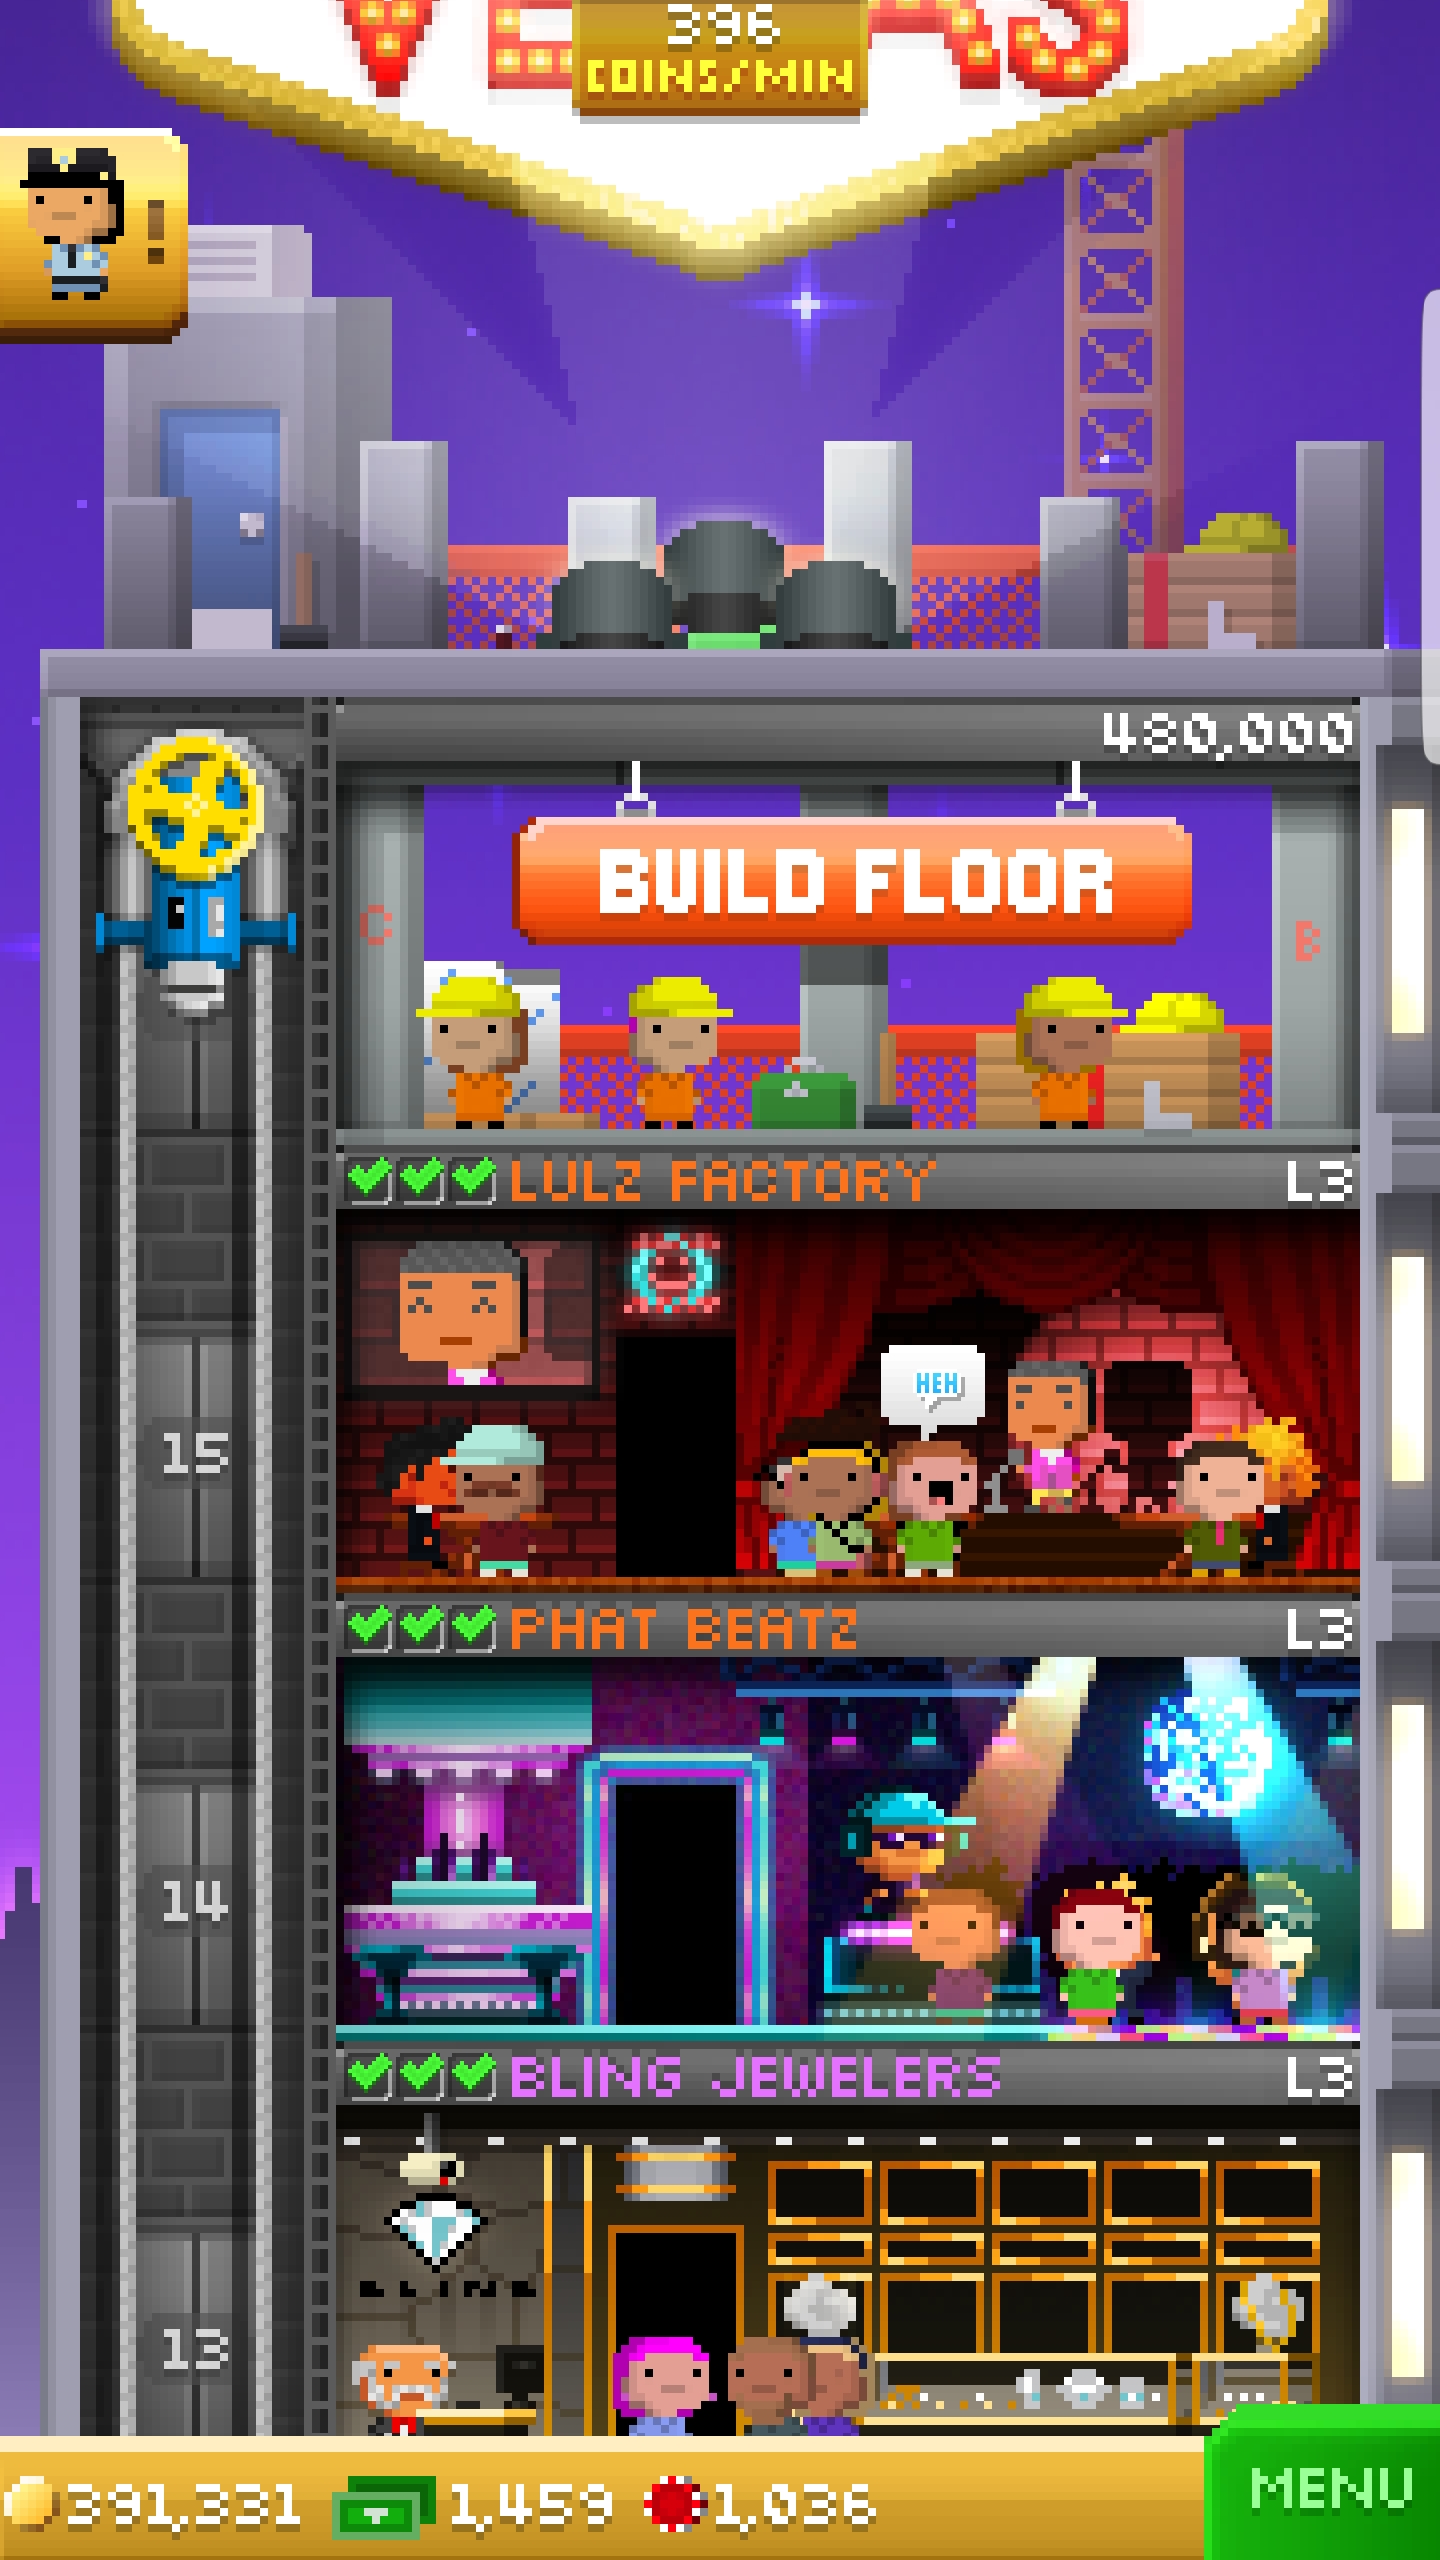 VEGAS
396
COINS/MIN
!
480,000
BUILD FLOOR
C
B
LULZ FACTORY L3
HEH
15
PHAT BEATZ L3
14
BLING JEWELERS L3
BLING
13
391,331 1,459 1,036
MENU